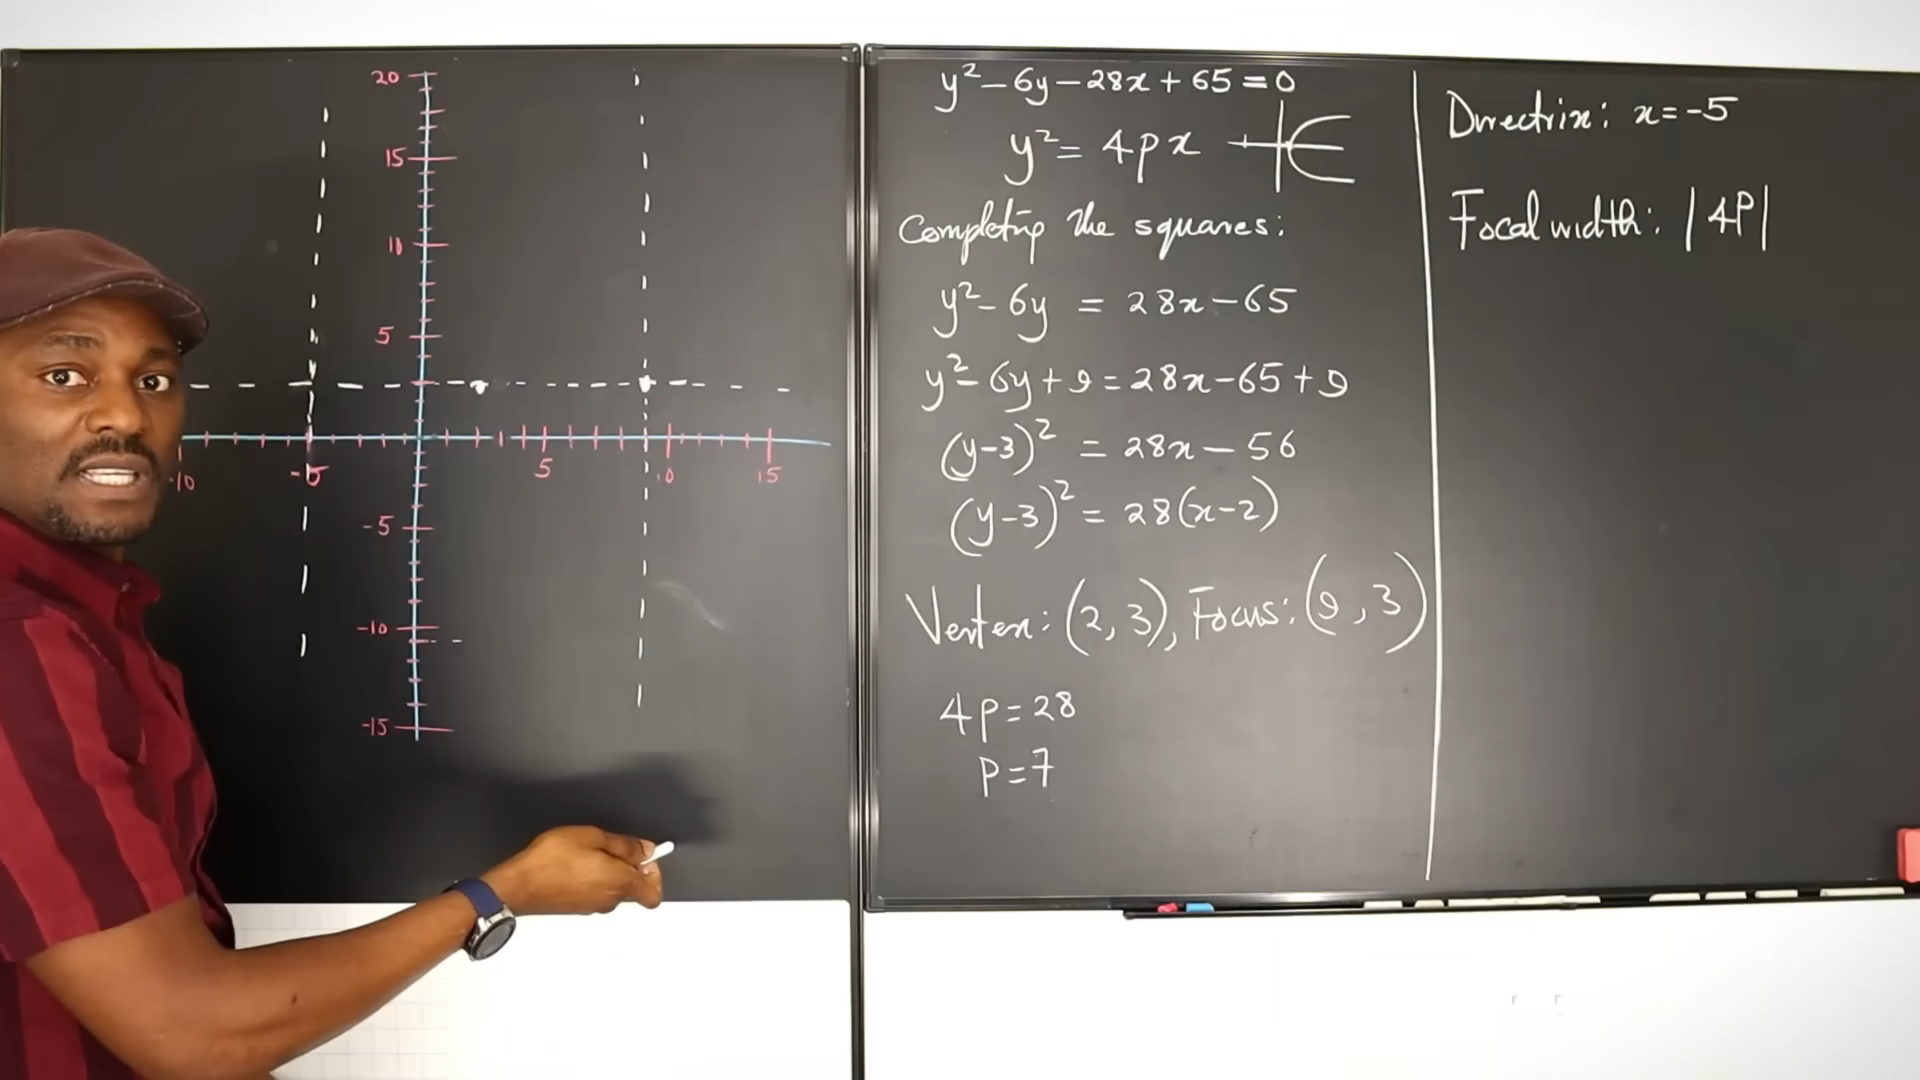 20
15
10
5
-10 -5 5 10 15
-5
-10
-15
y² - 6y - 28x + 65 = 0
y² = 4px
Completing the squares:
y² - 6y = 28x - 65
y² - 6y + 9 = 28x - 65 + 9
(y-3)² = 28x - 56
(y-3)² = 28(x-2)
Vertex: (2, 3), Focus: (9, 3)
4p = 28
p = 7
Directrix: x = -5
Focal width: |4P|